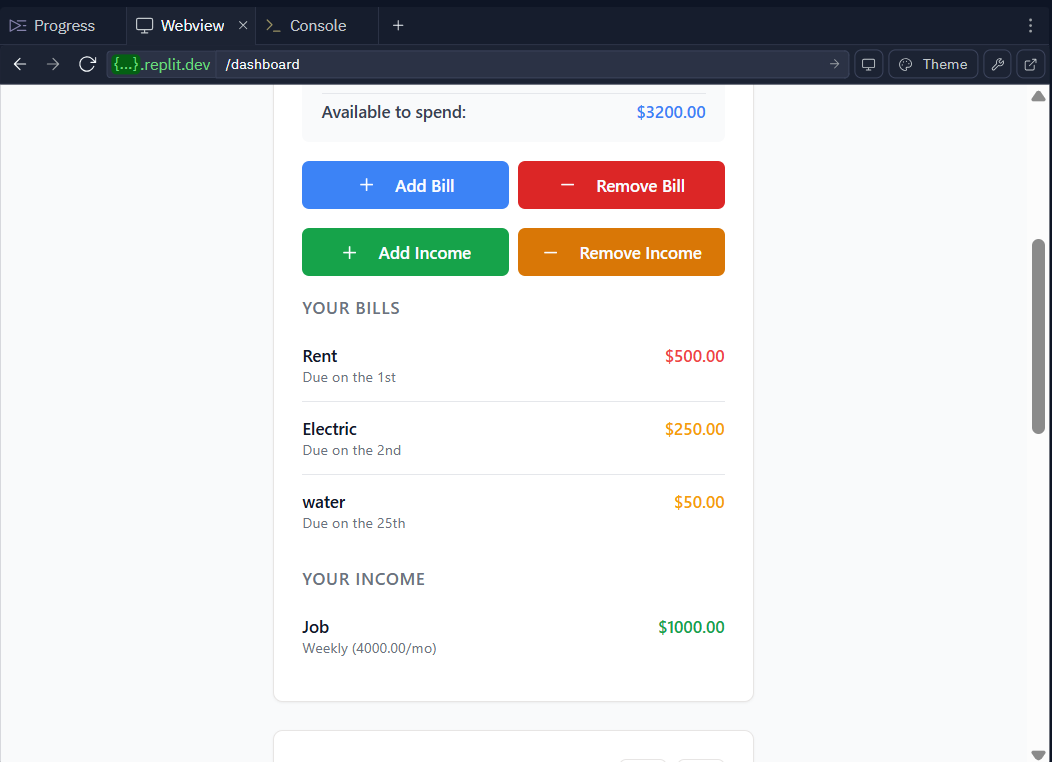 Progress
Webview
Console
{...}.replit.dev
/dashboard
Theme
Available to spend:
$3200.00
Add Bill
Remove Bill
Add Income
Remove Income
YOUR BILLS
Rent
$500.00
Due on the 1st
Electric
$250.00
Due on the 2nd
water
$50.00
Due on the 25th
YOUR INCOME
Job
$1000.00
Weekly (4000.00/mo)